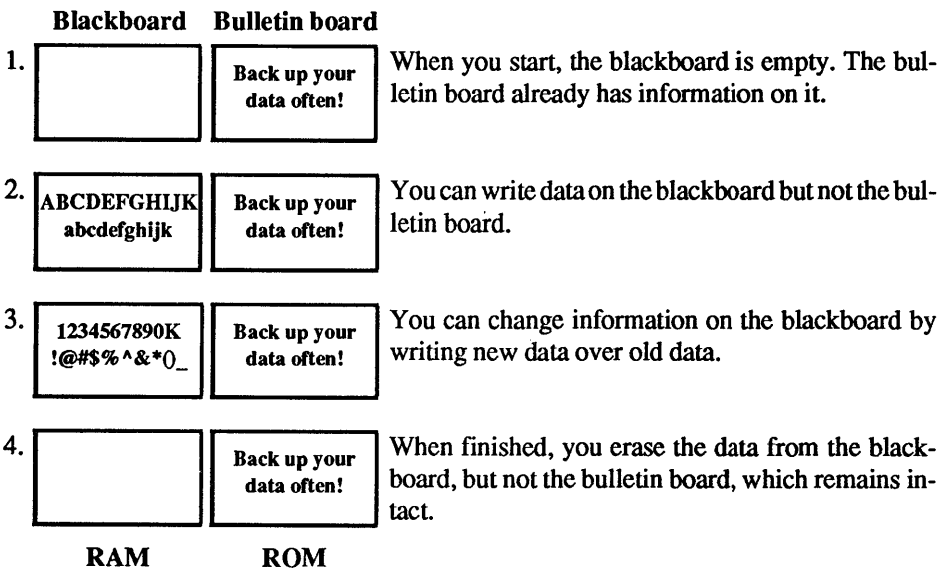 Blackboard Bulletin board
1. Back up your When you start, the blackboard is empty. The bul-
data often! letin board already has information on it.
2. ABCDEFGHIJK Back up your You can write data on the blackboard but not the bul-
abcdefghijk data often! letin board.
3. 1234567890K Back up your You can change information on the blackboard by
!@#$%^&*()_ data often! writing new data over old data.
4. Back up your When finished, you erase the data from the black-
data often! board, but not the bulletin board, which remains in-
tact.
RAM ROM